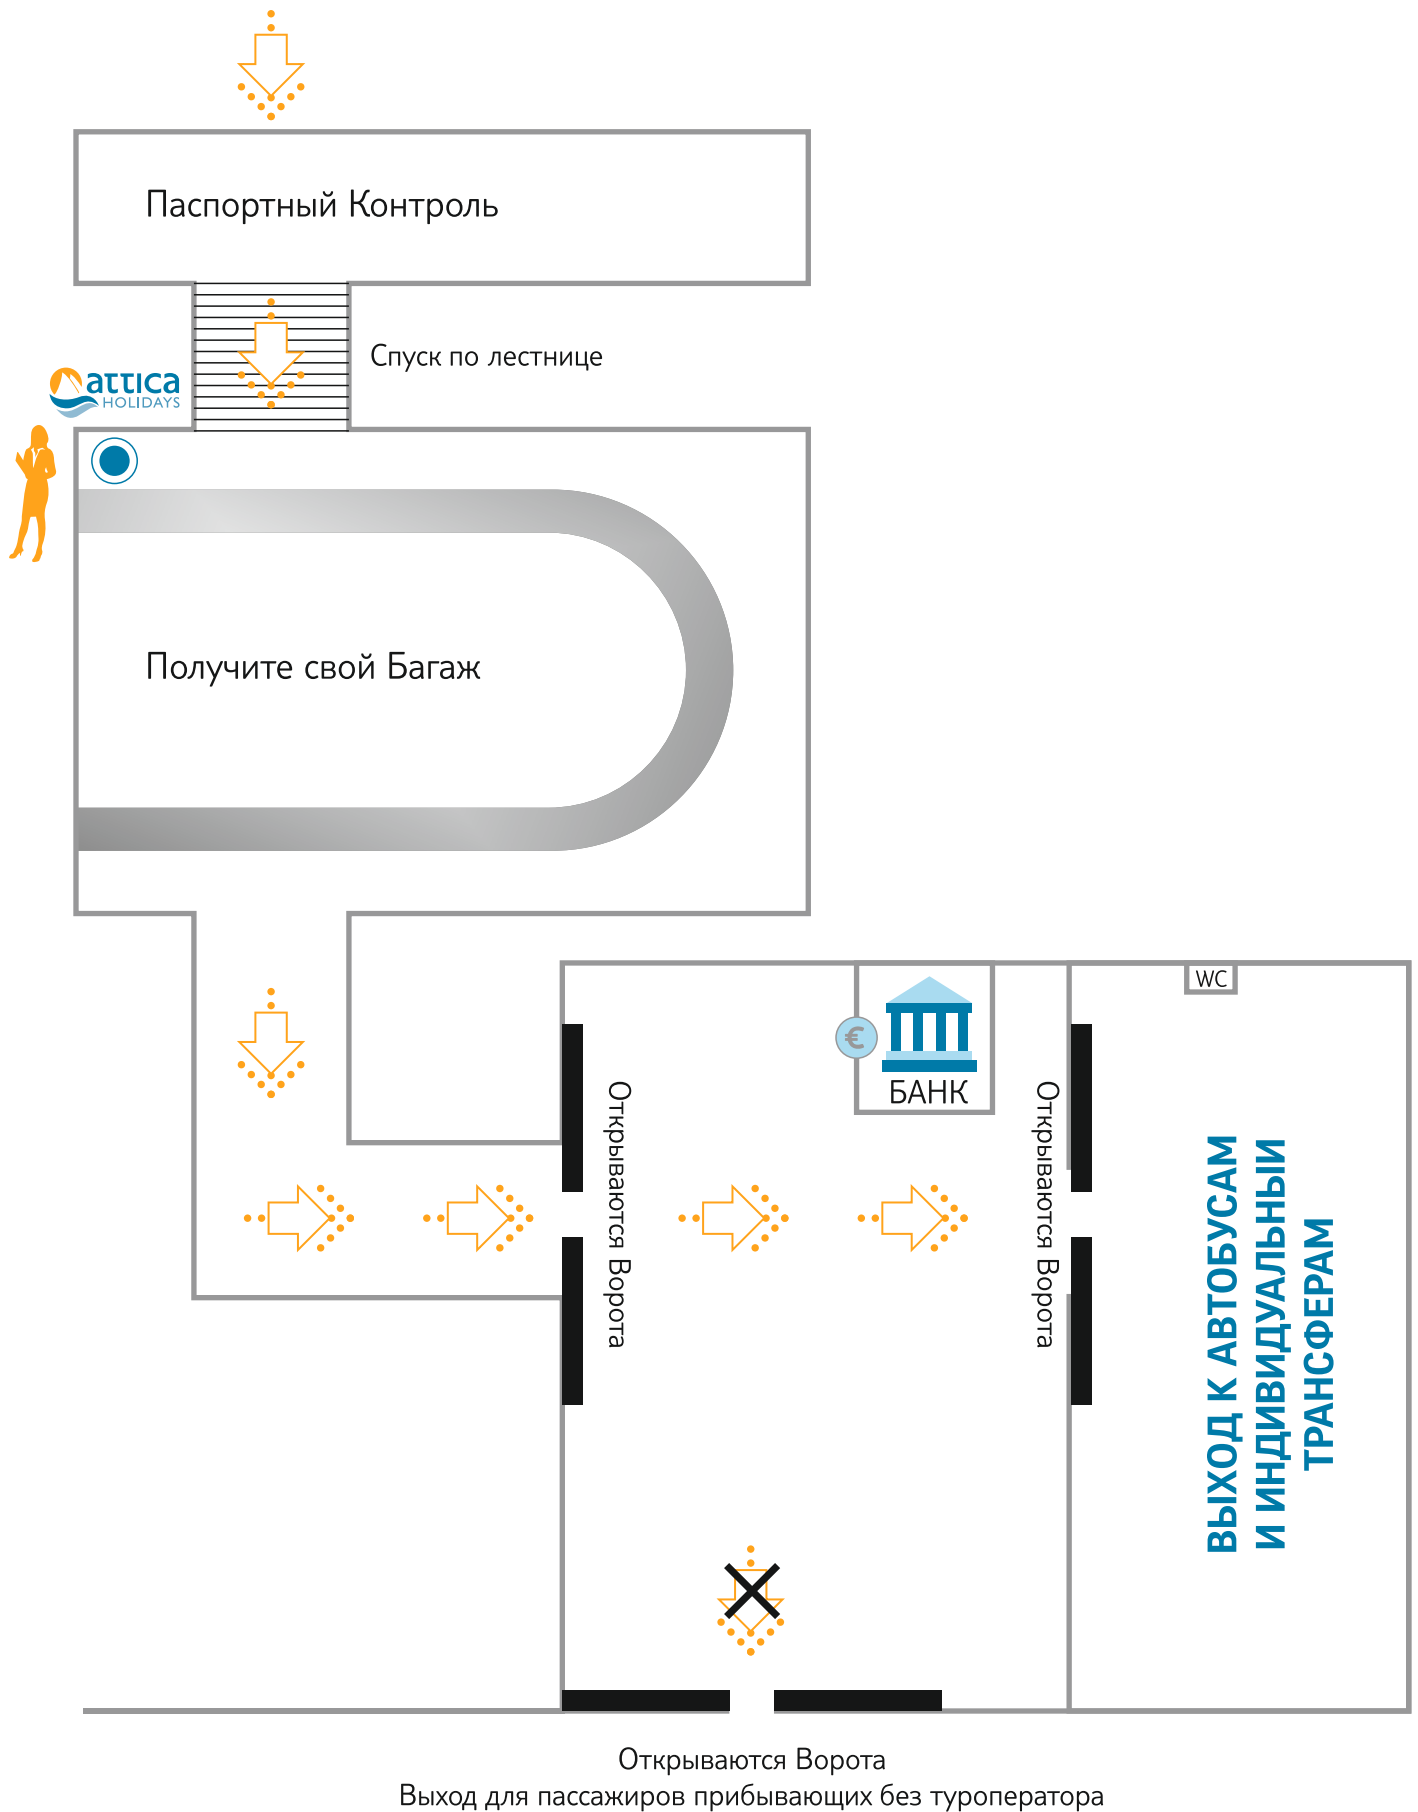 Паспортный Контроль
Спуск по лестнице
attica
HOLIDAYS
Получите свой Багаж
WC
€
БАНК
Открываются Ворота
Открываются Ворота
ВЫХОД К АВТОБУСАМ
И ИНДИВИДУАЛЬНЫЙ
ТРАНСФЕРАМ
Открываются Ворота
Выход для пассажиров прибывающих без туроператора